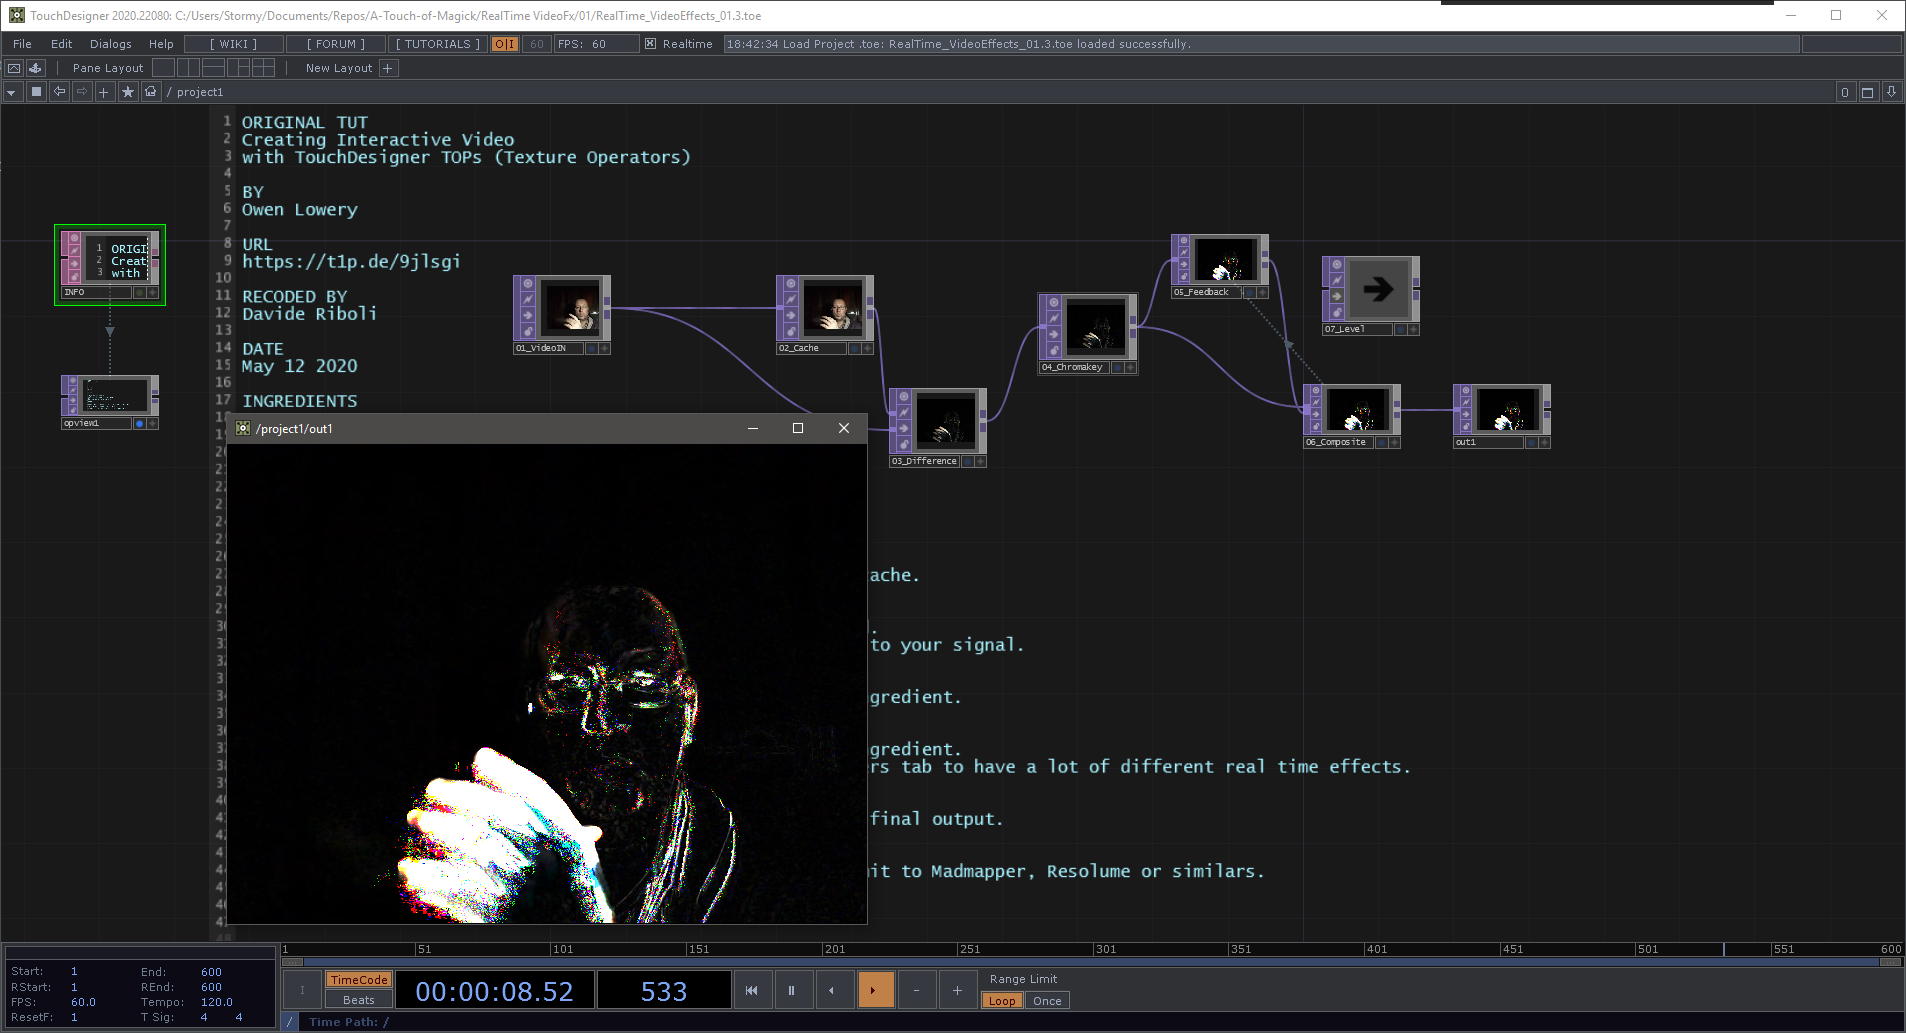 TouchDesigner 2020.22080: C:/Users/Stormy/Documents/Repos/A-Touch-of-Magick/RealTime VideoFx/01/RealTime_VideoEffects_01.3.toe
File Edit Dialogs Help [ WIKI ] [ FORUM ] [ TUTORIALS ] O|I 60 FPS: 60 Realtime 18:42:34 Load Project .toe: RealTime_VideoEffects_01.3.toe loaded successfully.
Pane Layout New Layout +
/ project1 0
1 ORIGINAL TUT
2 Creating Interactive Video
3 with TouchDesigner TOPs (Texture Operators)
4
5 BY
6 Owen Lowery
7
8 URL
9 https://t1p.de/9jlsgi
10
11 RECODED BY
12 Davide Riboli
13
14 DATE
15 May 12 2020
16
17 INGREDIENTS
1 ORIGI
2 Creat
3 with
INFO
opview1
01_VideoIN
02_Cache
03_Difference
04_Chromakey
05_Feedback
06_Composite
07_Level
out1
/project1/out1
ache.
to your signal.
gredient.
gredient.
rs tab to have a lot of different real time effects.
final output.
it to Madmapper, Resolume or similars.
1 51 101 151 201 251 301 351 401 451 501 551 600
Start: 1 End: 600
RStart: 1 REnd: 600
FPS: 60.0 Tempo: 120.0
ResetF: 1 T Sig: 4 4
TimeCode
Beats
00:00:08.52
533
Range Limit
Loop Once
/ Time Path: /